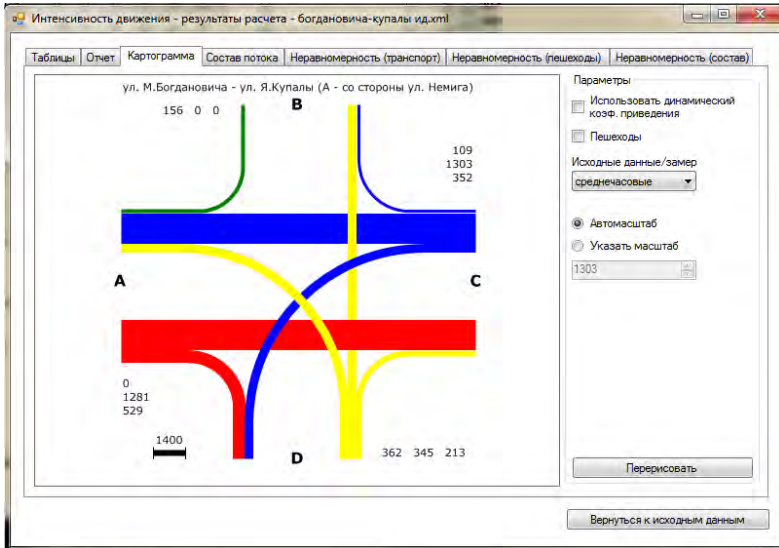 Интенсивность движения - результаты расчета - богдановича-купалы ид.xml
Таблицы Отчет Картограмма Состав потока Неравномерность (транспорт) Неравномерность (пешеходы) Неравномерность (состав)
ул. М.Богдановича - ул. Я.Купалы (А - со стороны ул. Немига)
156 0 0
B
109
1303
352
A
C
0
1281
529
1400
D
362 345 213
Параметры
Использовать динамический
коэф. приведения
Пешеходы
Исходные данные/замер
среднечасовые
Автомасштаб
Указать масштаб
1303
Перерисовать
Вернуться к исходным данным